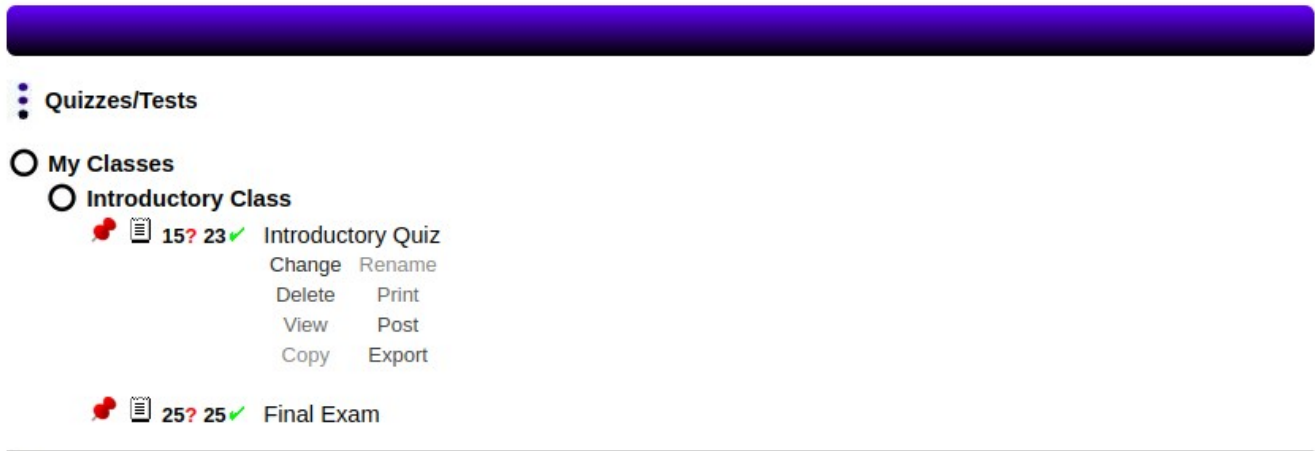 Quizzes/Tests
My Classes
Introductory Class
15? 23✔ Introductory Quiz
Change Rename
Delete Print
View Post
Copy Export
25? 25✔ Final Exam